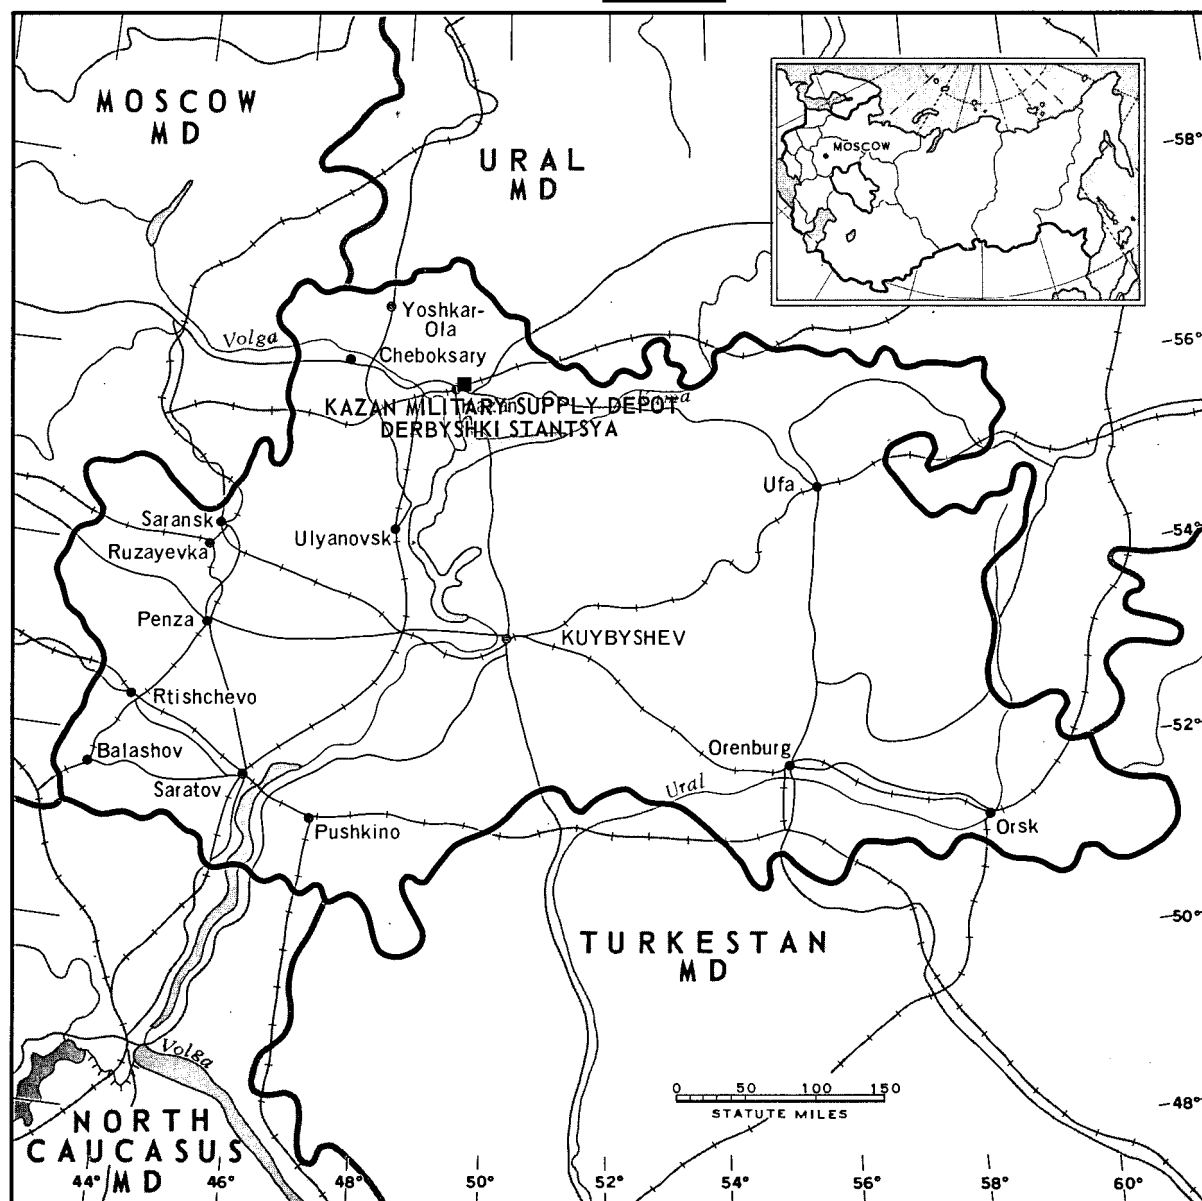 MOSCOW
MD
URAL
MD
MOSCOW
58°
Yoshkar-
Ola
Volga
Cheboksary
56°
KAZAN MILITARY SUPPLY DEPOT
DERBYSHKI STANTSYA
Ufa
Saransk
Ulyanovsk
54°
Ruzayevka
Penza
KUYBYSHEV
Rtishchevo
52°
Balashov
Orenburg
Saratov
Ural
Pushkino
Orsk
50°
TURKESTAN
MD
Volga
0 50 100 150
STATUTE MILES
48°
NORTH
CAUCASUS
MD
44° 46° 48° 50° 52° 54° 56° 58° 60°